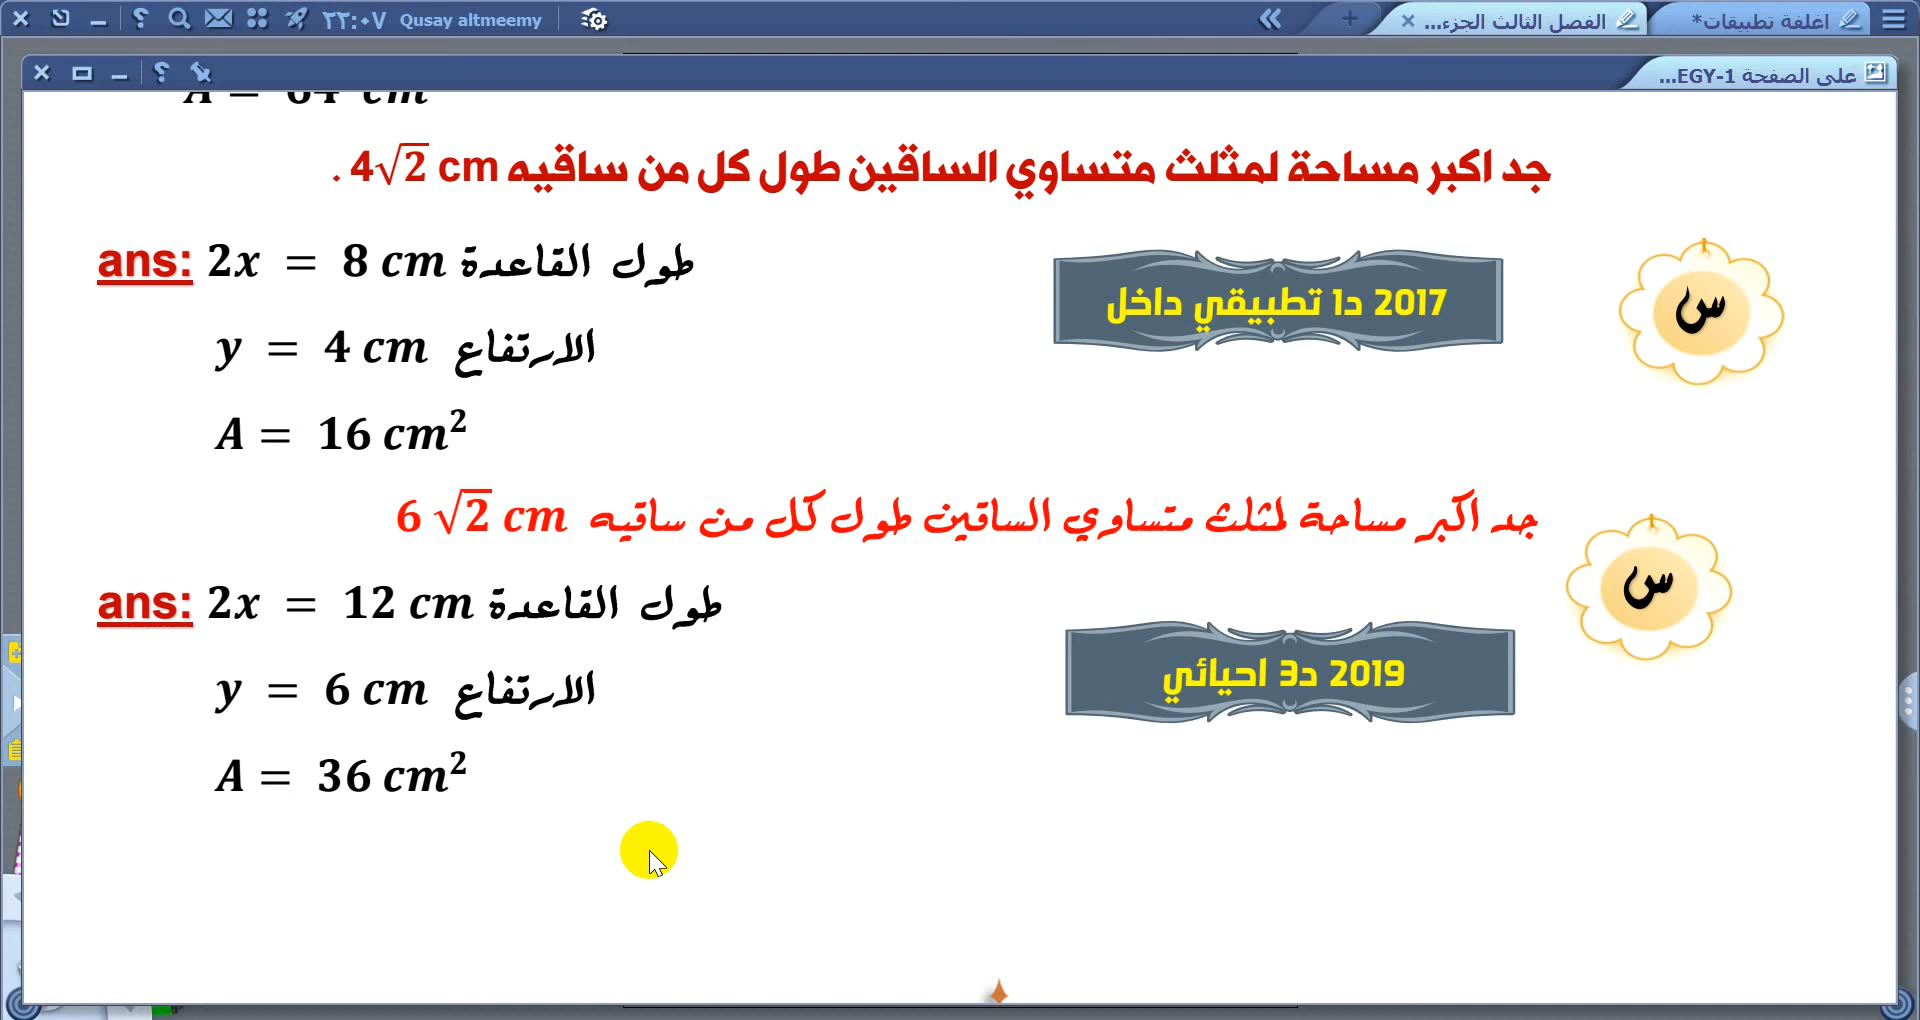 ٢٢:٠٧ Qusay altmeemy
الفصل الثالث الجزء...
اغلفة تطبيقات*
على الصفحة EGY-1...
A = 64 cm
جد اكبر مساحة لمثلث متساوي الساقين طول كل من ساقيه 4√2 cm .
ans: 2x = 8 cm طول القاعدة
2017 د1 تطبيقي داخل
س
y = 4 cm الارتفاع
A = 16 cm²
جد اكبر مساحة لمثلث متساوي الساقين طول كل من ساقيه 6 √2 cm
س
ans: 2x = 12 cm طول القاعدة
2019 د3 احيائي
y = 6 cm الارتفاع
A = 36 cm²